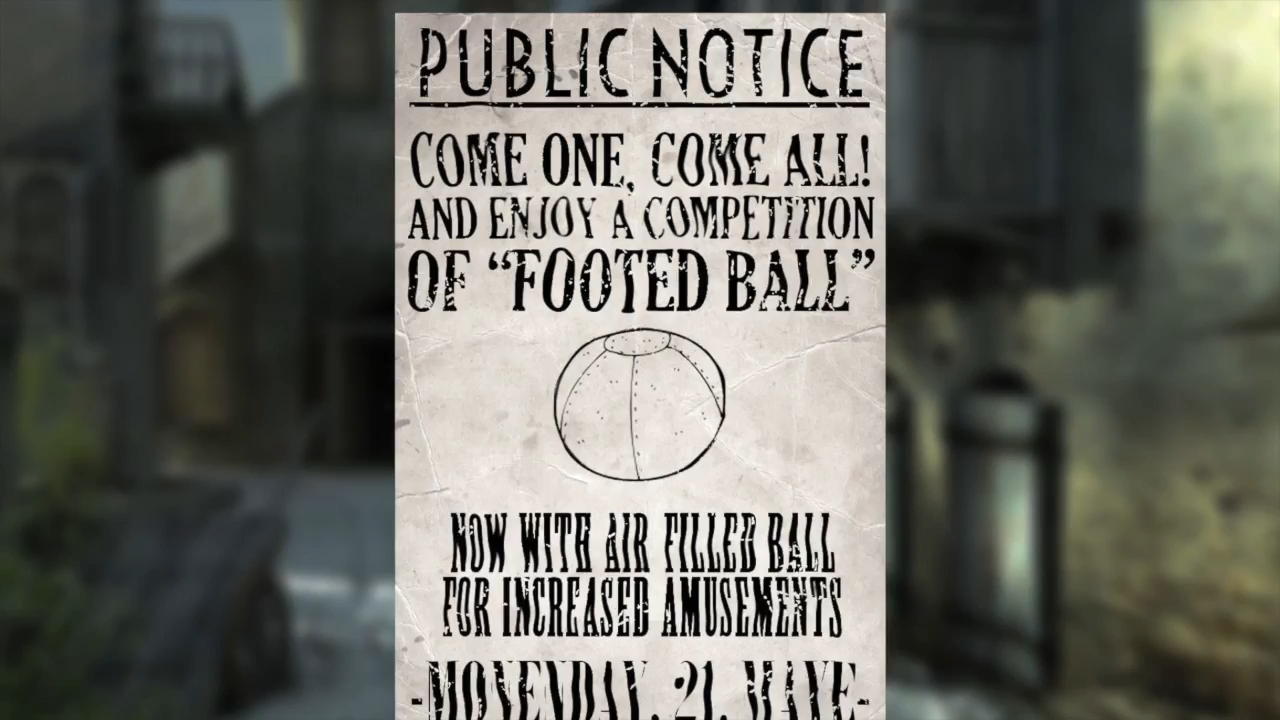 PUBLIC NOTICE
COME ONE, COME ALL!
AND ENJOY A COMPETITION
OF “FOOTED BALL”
NOW WITH AIR FILLED BALL
FOR INCREASED AMUSEMENTS
-MONENDAY, 21, MAYE-